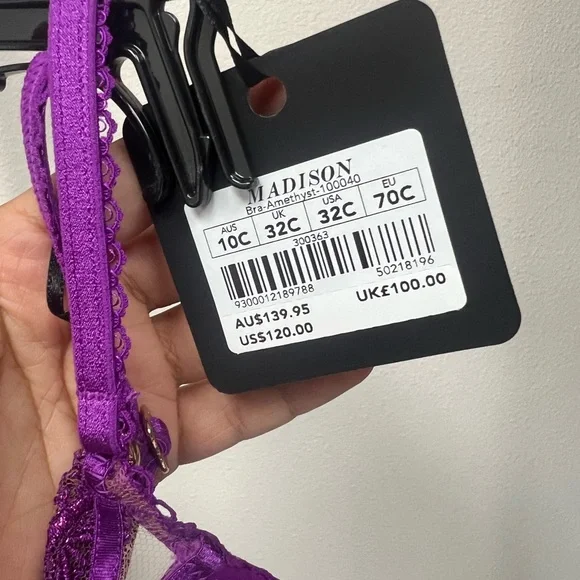 MADISON
Bra-Amethyst-100040
AUS UK USA EU
10C 32C 32C 70C
300363
9300012189788 50218196
AU$139.95 UK£100.00
US$120.00